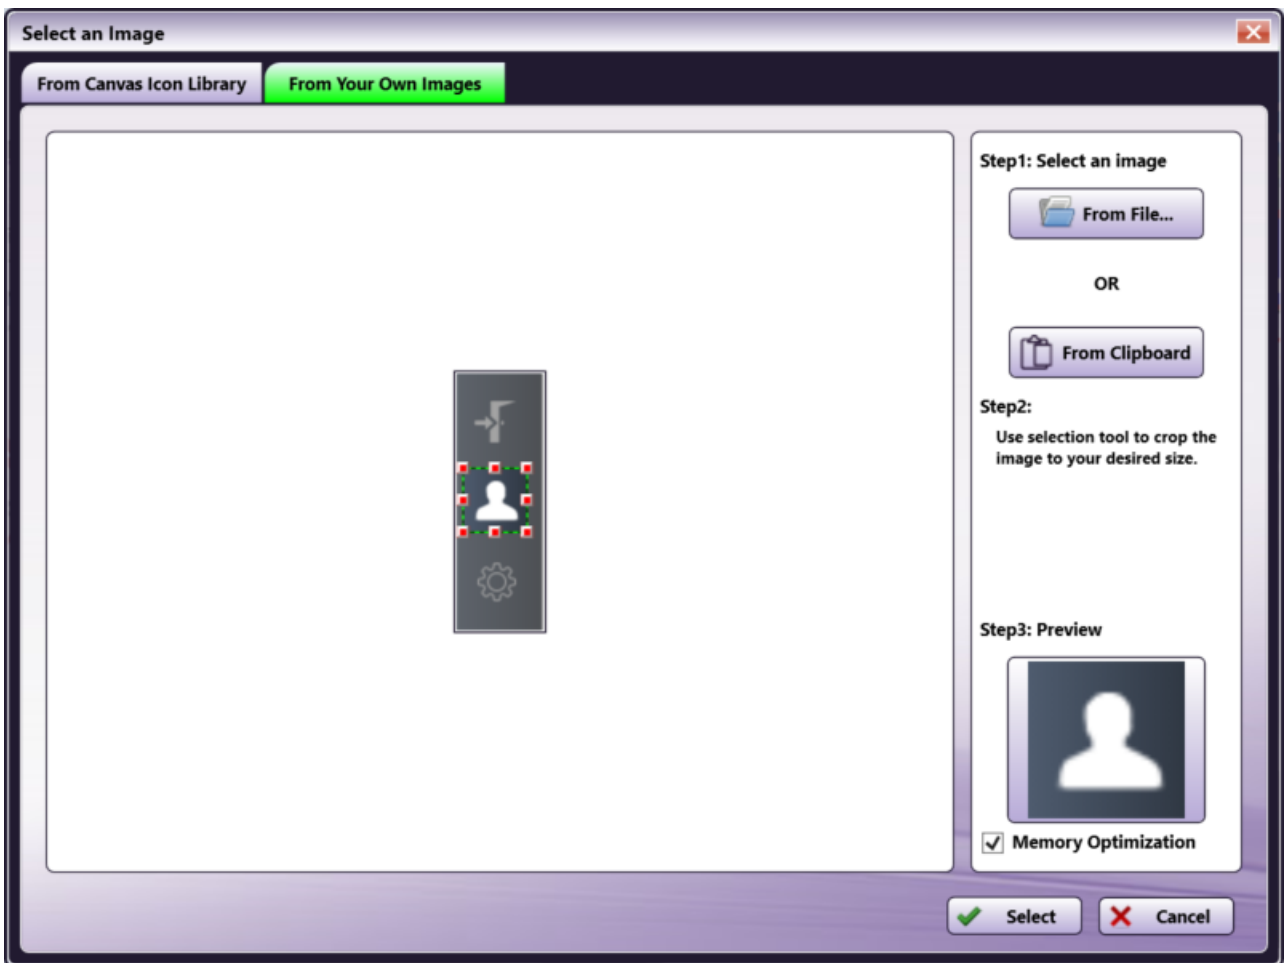 Select an Image
From Canvas Icon Library
From Your Own Images
Step1: Select an image
From File...
OR
From Clipboard
Step2:
Use selection tool to crop the
image to your desired size.
Step3: Preview
Memory Optimization
Select
Cancel